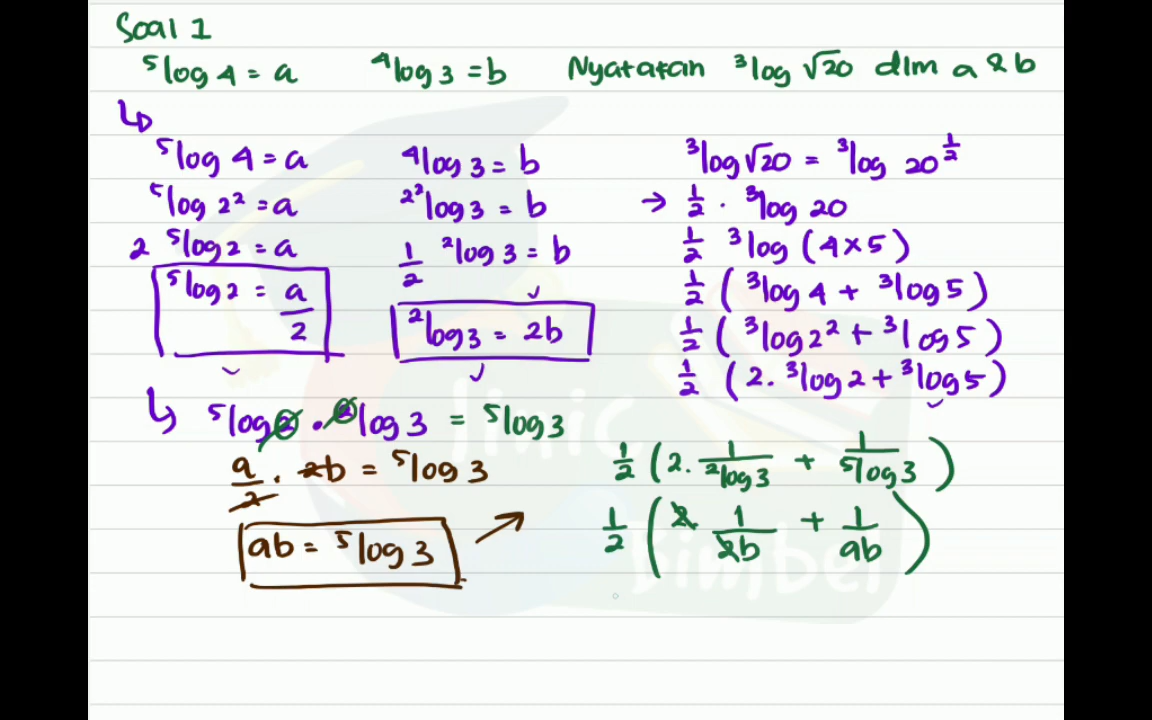 Soal 1
⁵log 4 = a ⁴log 3 = b Nyatatan ³log √20 dlm a & b
↳ 
⁵log 4 = a ⁴log 3 = b ³log √20 = ³log 20^½
⁵log 2² = a ²²log 3 = b → 1/2 · ³log 20
2 ⁵log 2 = a 1/2 ²log 3 = b 1/2 ³log (4 × 5)
⁵log 2 = a/2 ²log 3 = 2b 1/2 (³log 4 + ³log 5)
1/2 (³log 2² + ³log 5)
1/2 (2. ³log 2 + ³log 5)
↳ ⁵log 2 · ²log 3 = ⁵log 3
a/2 · 2b = ⁵log 3 1/2 (2. 1/²log 3 + 1/⁵log 3)
ab = ⁵log 3 → 1/2 (2 1/2b + 1/ab)
Jinic
Bimbel